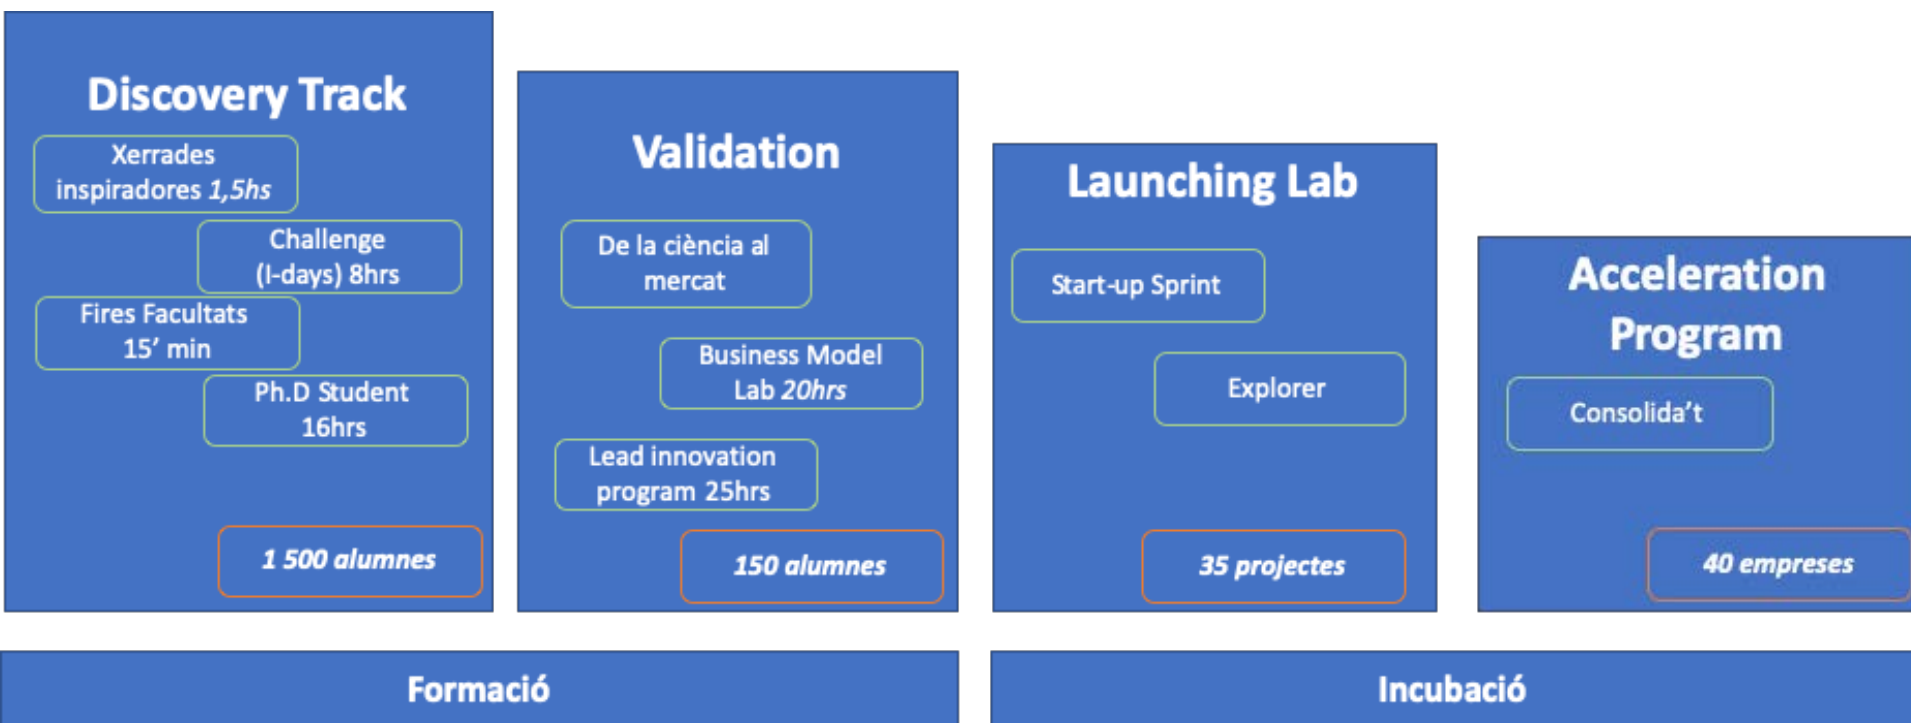 Discovery Track
Xerrades
inspiradores 1,5hs
Challenge
(I-days) 8hrs
Fires Facultats
15’ min
Ph.D Student
16hrs
1 500 alumnes
Validation
De la ciència al
mercat
Business Model
Lab 20hrs
Lead innovation
program 25hrs
150 alumnes
Launching Lab
Start-up Sprint
Explorer
35 projectes
Acceleration
Program
Consolida’t
40 empreses
Formació
Incubació